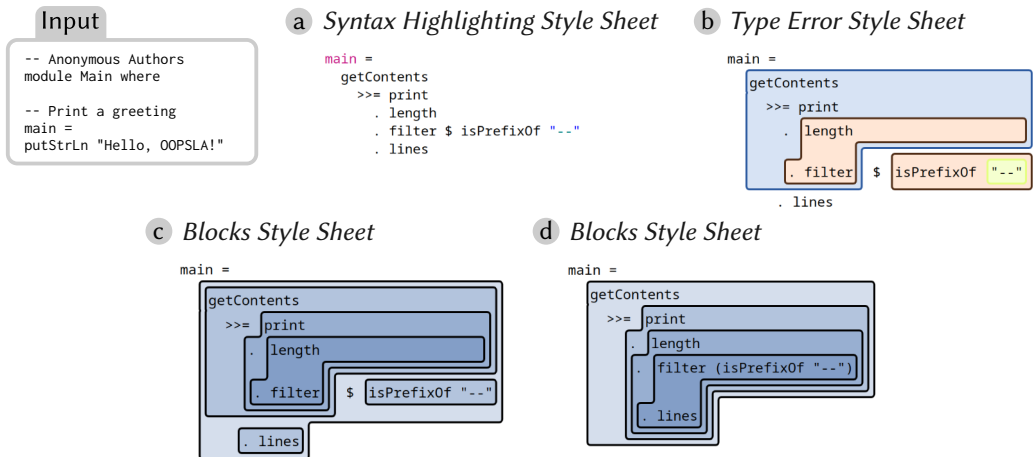 Input
-- Anonymous Authors
module Main where
-- Print a greeting
main =
putStrLn "Hello, OOPSLA!"
a Syntax Highlighting Style Sheet
main =
getContents
>>= print
. length
. filter $ isPrefixOf "--"
. lines
b Type Error Style Sheet
main =
getContents
>>= print
. length
. filter $ isPrefixOf "--"
. lines
c Blocks Style Sheet
main =
getContents
>>= print
. length
. filter $ isPrefixOf "--"
. lines
d Blocks Style Sheet
main =
getContents
>>= print
. length
. filter (isPrefixOf "--")
. lines